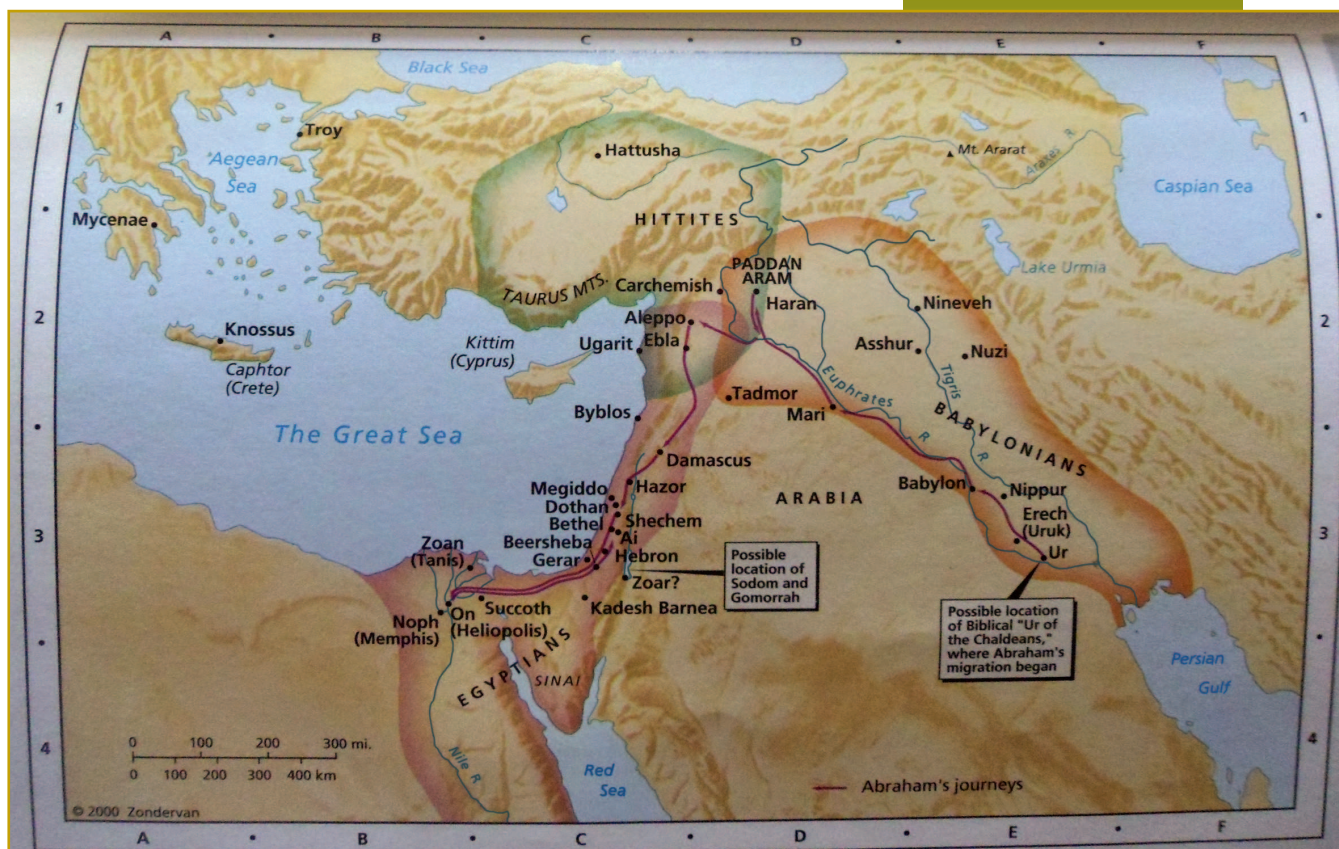 A
B
C
D
E
F
1
2
3
4
1
2
3
4
Black Sea
Troy
Hattusha
Mt. Ararat
Araxes R
Aegean
Sea
Caspian Sea
Mycenae
HITTITES
PADDAN
ARAM
Lake Urmia
TAURUS MTS.
Carchemish
Haran
Nineveh
Aleppo
Knossus
Kittim
(Cyprus)
Ugarit
Ebla
Asshur
Nuzi
Caphtor
(Crete)
Euphrates
R
Tigris
R
Tadmor
Mari
Byblos
BABYLONIANS
The Great Sea
Damascus
Megiddo
Hazor
ARABIA
Babylon
Nippur
Dothan
Bethel
Shechem
Ai
Erech
(Uruk)
Beersheba
Zoan
(Tanis)
Gerar
Hebron
Ur
Zoar?
Possible
location of
Sodom and
Gomorrah
Succoth
Kadesh Barnea
Noph
(Memphis)
On
(Heliopolis)
Possible location
of Biblical "Ur of
the Chaldeans,"
where Abraham's
migration began
EGYPTIANS
SINAI
Persian
Gulf
0 100 200 300 mi.
0 100 200 300 400 km
Nile R
Red
Sea
Abraham's journeys
© 2000 Zondervan
A
B
C
D
E
F